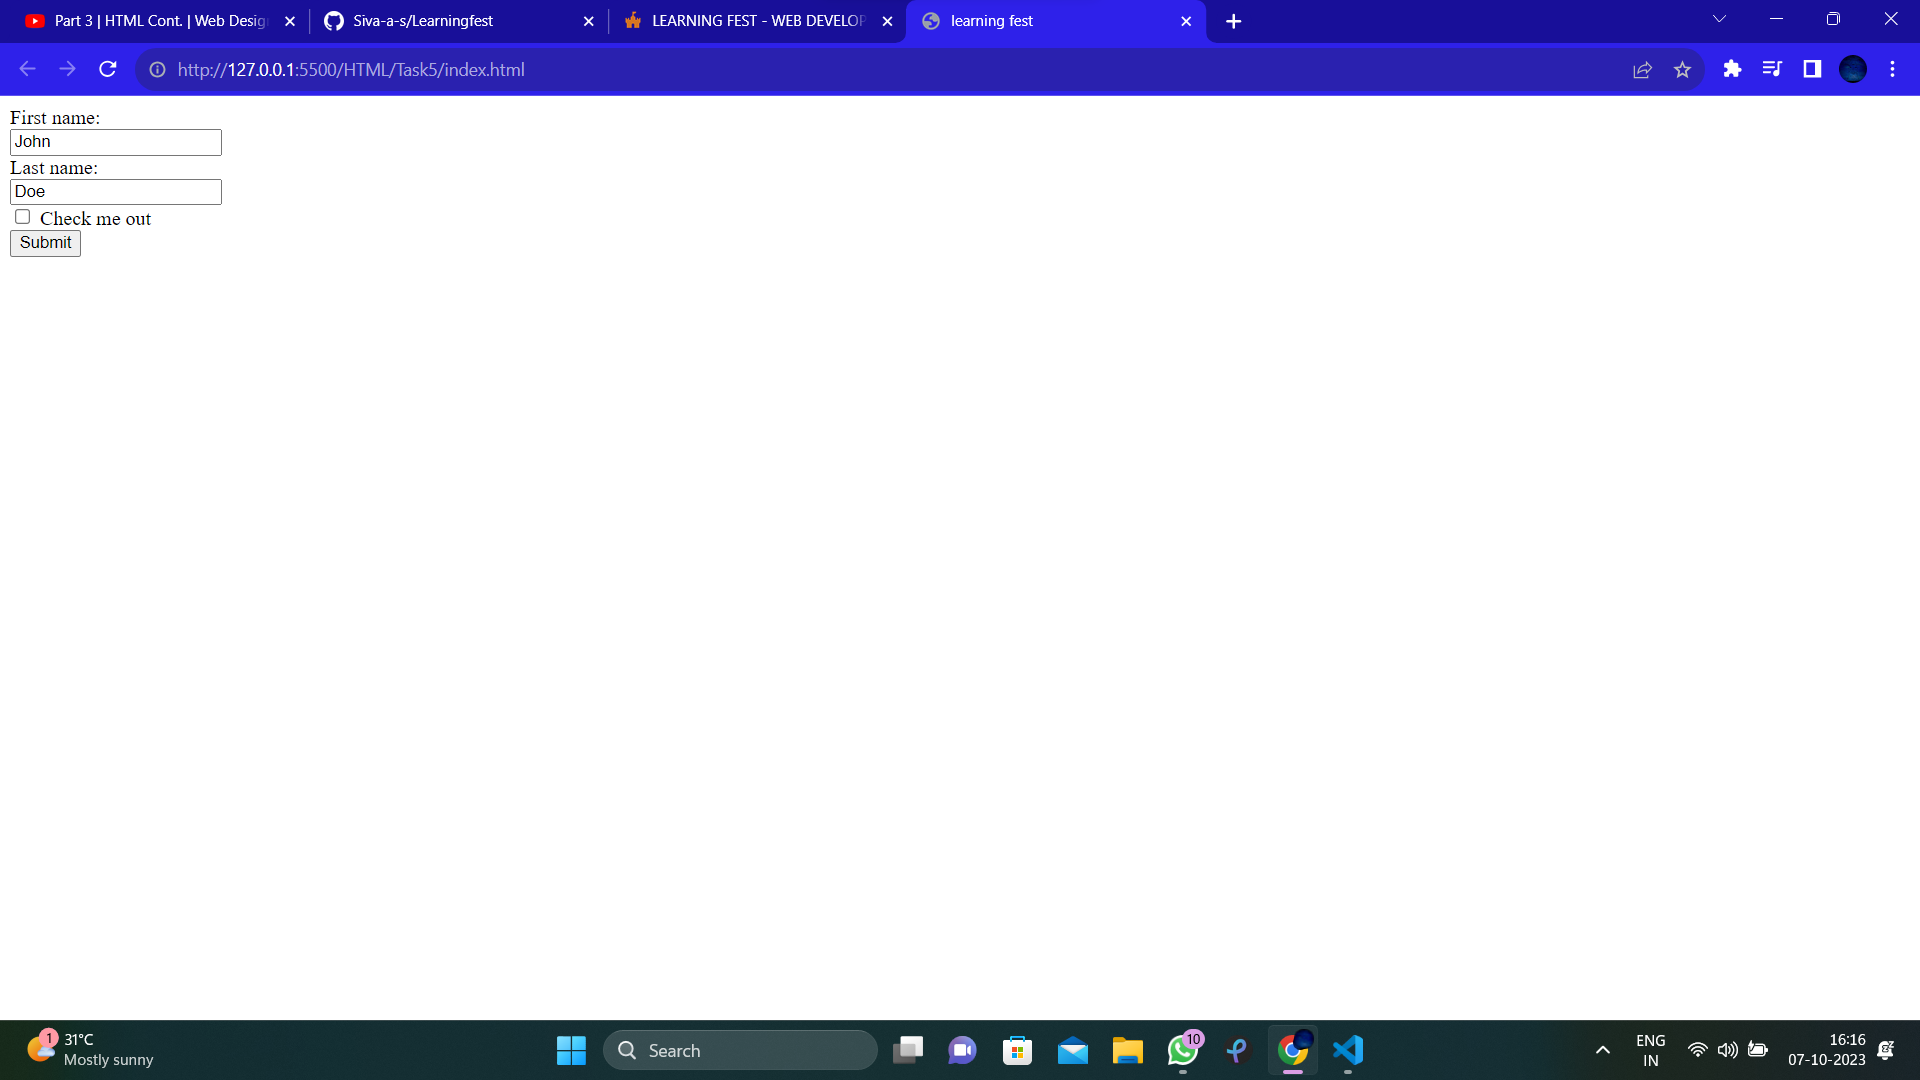 Part 3 | HTML Cont. | Web Desig
Siva-a-s/Learningfest
LEARNING FEST - WEB DEVELOP
learning fest
http://127.0.0.1:5500/HTML/Task5/index.html
First name:
John
Last name:
Doe
Check me out
Submit
1
31°C
Mostly sunny
Search
10
ENG
IN
16:16
07-10-2023